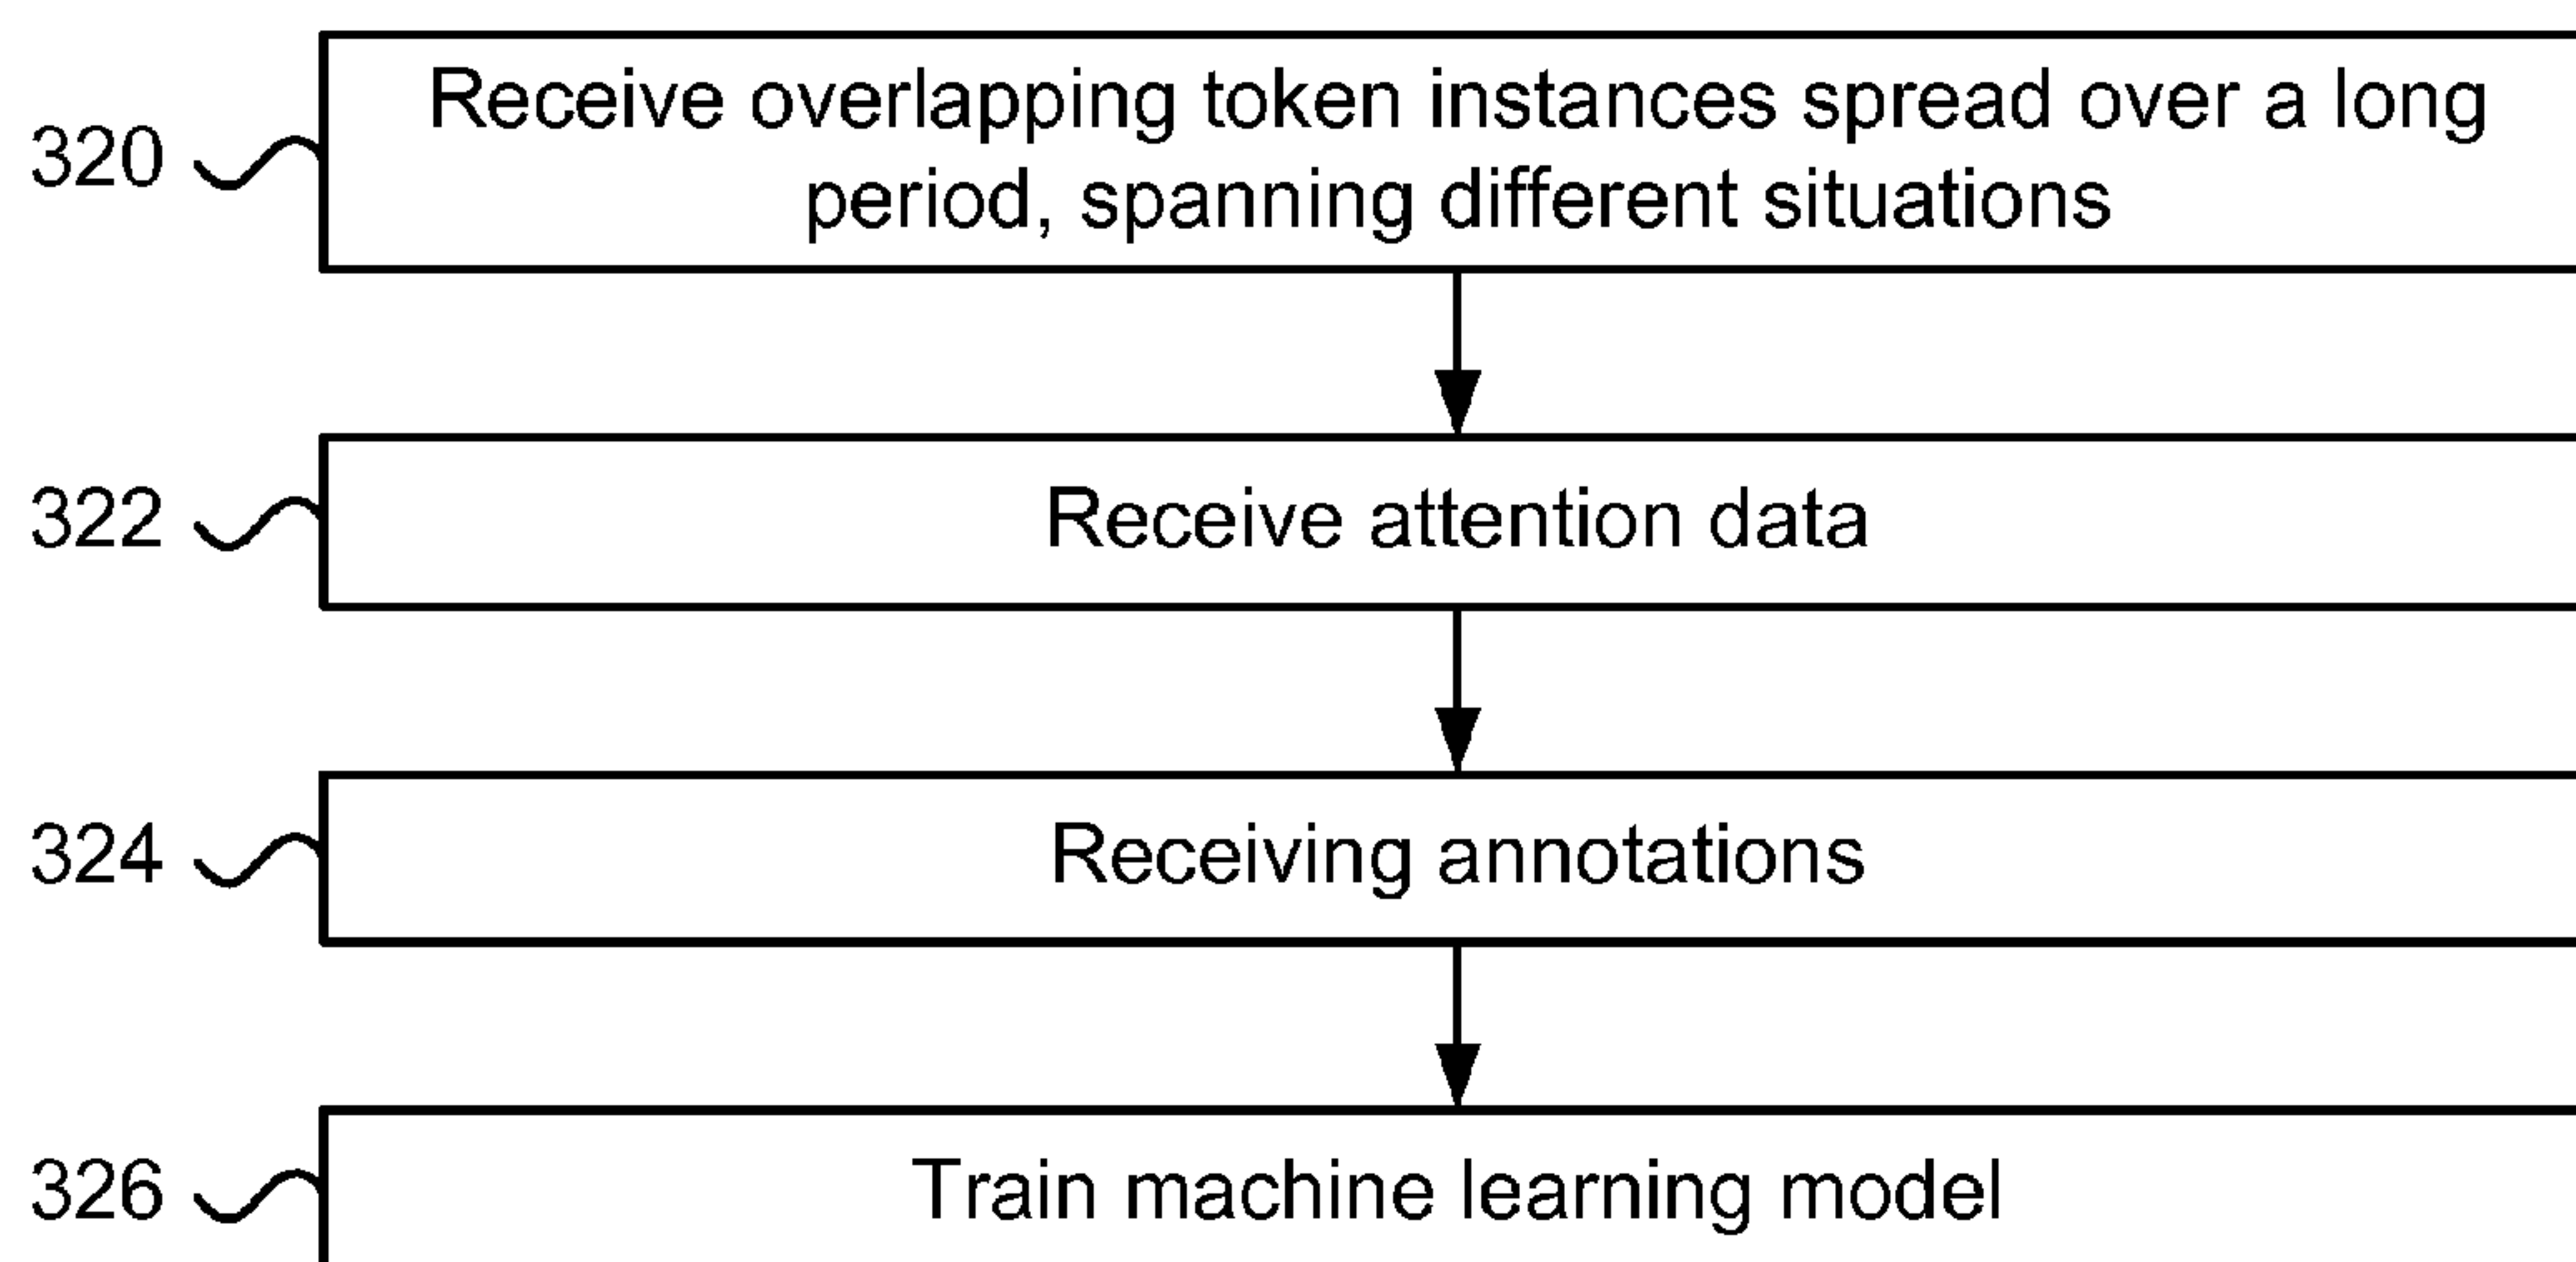 320
Receive overlapping token instances spread over a long
period, spanning different situations
322
Receive attention data
324
Receiving annotations
326
Train machine learning model